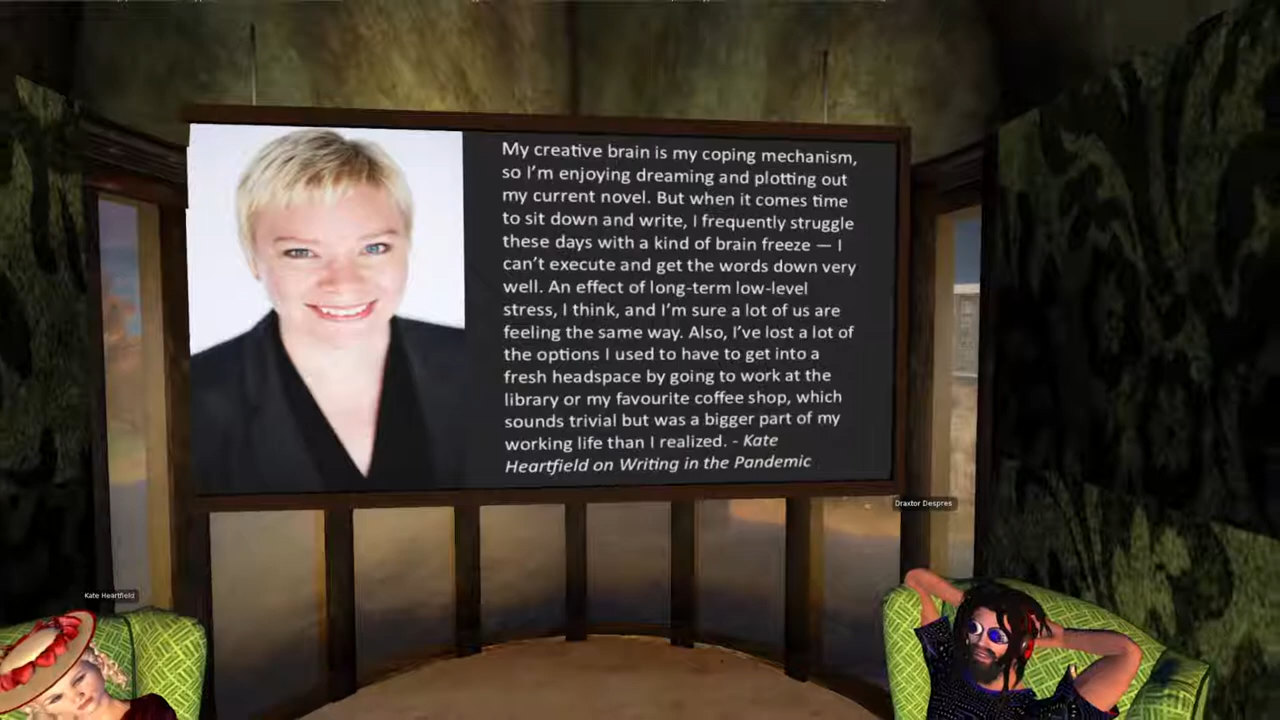 My creative brain is my coping mechanism,
so I'm enjoying dreaming and plotting out
my current novel. But when it comes time
to sit down and write, I frequently struggle
these days with a kind of brain freeze — I
can't execute and get the words down very
well. An effect of long-term low-level
stress, I think, and I'm sure a lot of us are
feeling the same way. Also, I've lost a lot of
the options I used to have to get into a
fresh headspace by going to work at the
library or my favourite coffee shop, which
sounds trivial but was a bigger part of my
working life than I realized. - Kate
Heartfield on Writing in the Pandemic
Draxtor Despres
Kate Heartfield